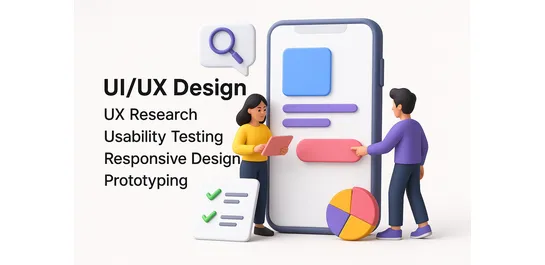 UI/UX Design
UX Research
Usability Testing
Responsive Design
Prototyping